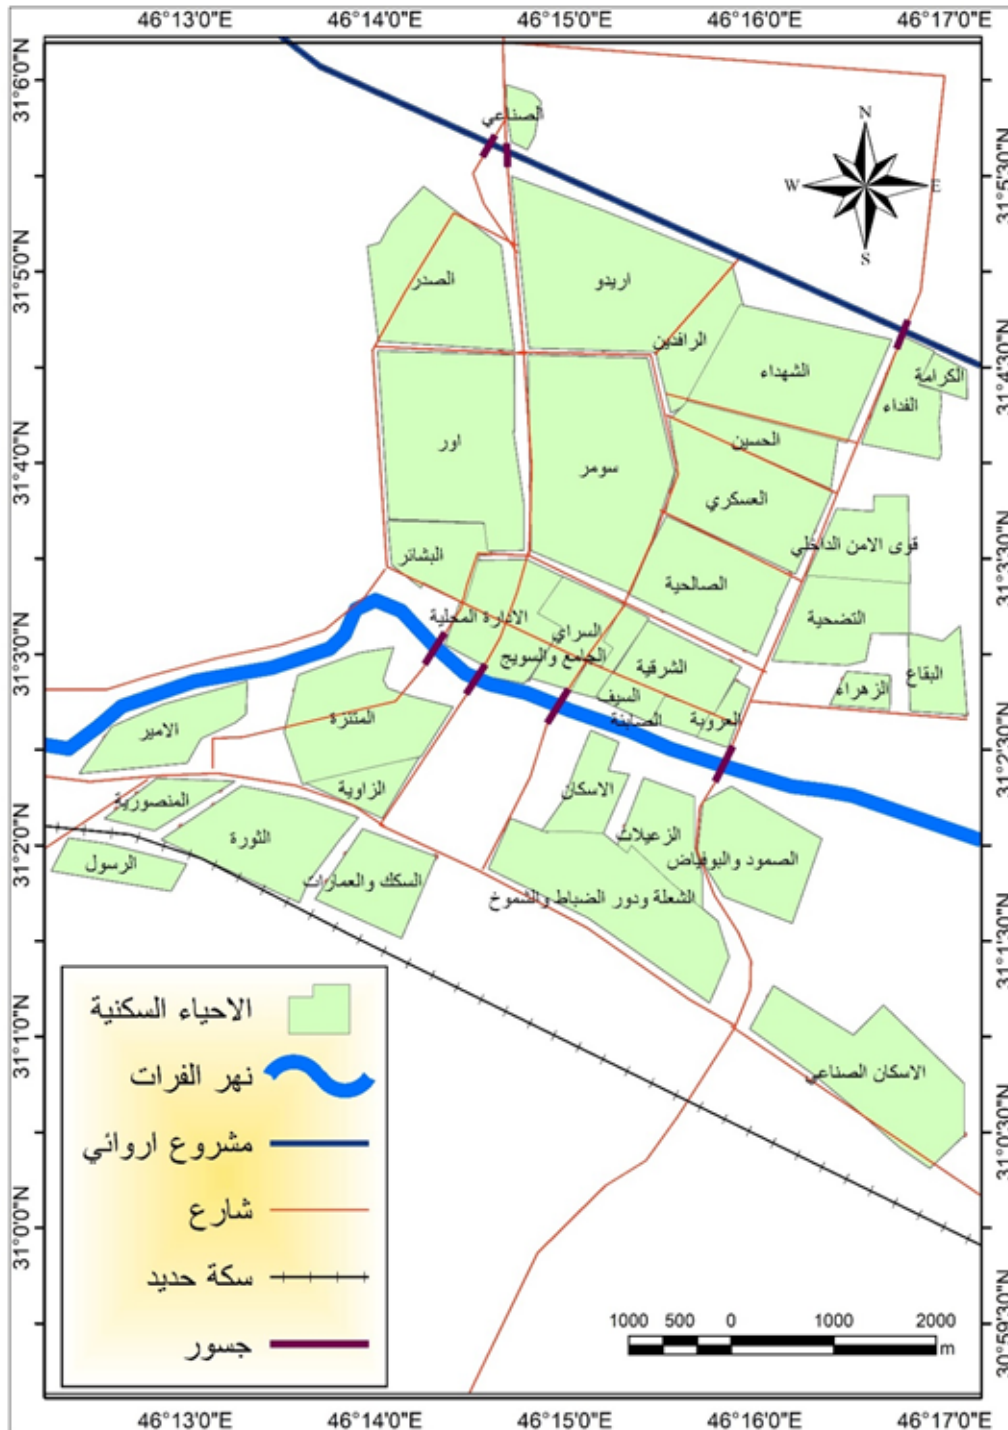 46°13'0"E
46°14'0"E
46°15'0"E
46°16'0"E
46°17'0"E
31°6'0"N
31°5'0"N
31°4'0"N
31°3'0"N
31°2'0"N
31°1'0"N
31°0'0"N
31°5'30"N
31°4'30"N
31°3'30"N
31°2'30"N
31°1'30"N
31°0'30"N
30°59'30"N
N
W
E
S
الصناعي
الصدر
اريدو
الرافدين
الشهداء
الكرامة
الفداء
اور
سومر
الحسين
العسكري
قوى الامن الداخلي
البشائر
الصالحية
التضحية
الادارة المحلية
السراي
الجامع والسويج
الشرقية
السيف
الصابئة
العروبة
البقاع
الزهراء
الامير
المتنزة
الزاوية
الاسكان
المنصورية
الثورة
الزعيلات
الصمود والبوفياض
الرسول
السكك والعمارات
الشعلة ودور الضباط والشموخ
الاسكان الصناعي
الاحياء السكنية
نهر الفرات
مشروع اروائي
شارع
سكة حديد
جسور
1000 500 0 1000 2000
m
46°13'0"E
46°14'0"E
46°15'0"E
46°16'0"E
46°17'0"E